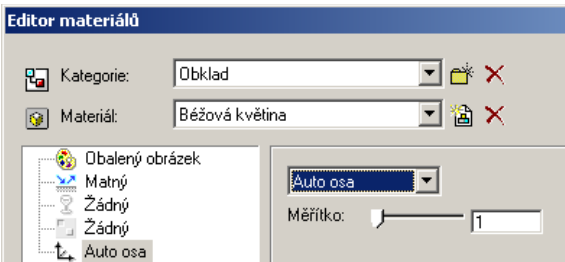 Editor materiálů
Kategorie: Obklad
Materiál: Béžová květina
Obalený obrázek
Matný
Žádný
Žádný
Auto osa
Auto osa
Měřítko: 1